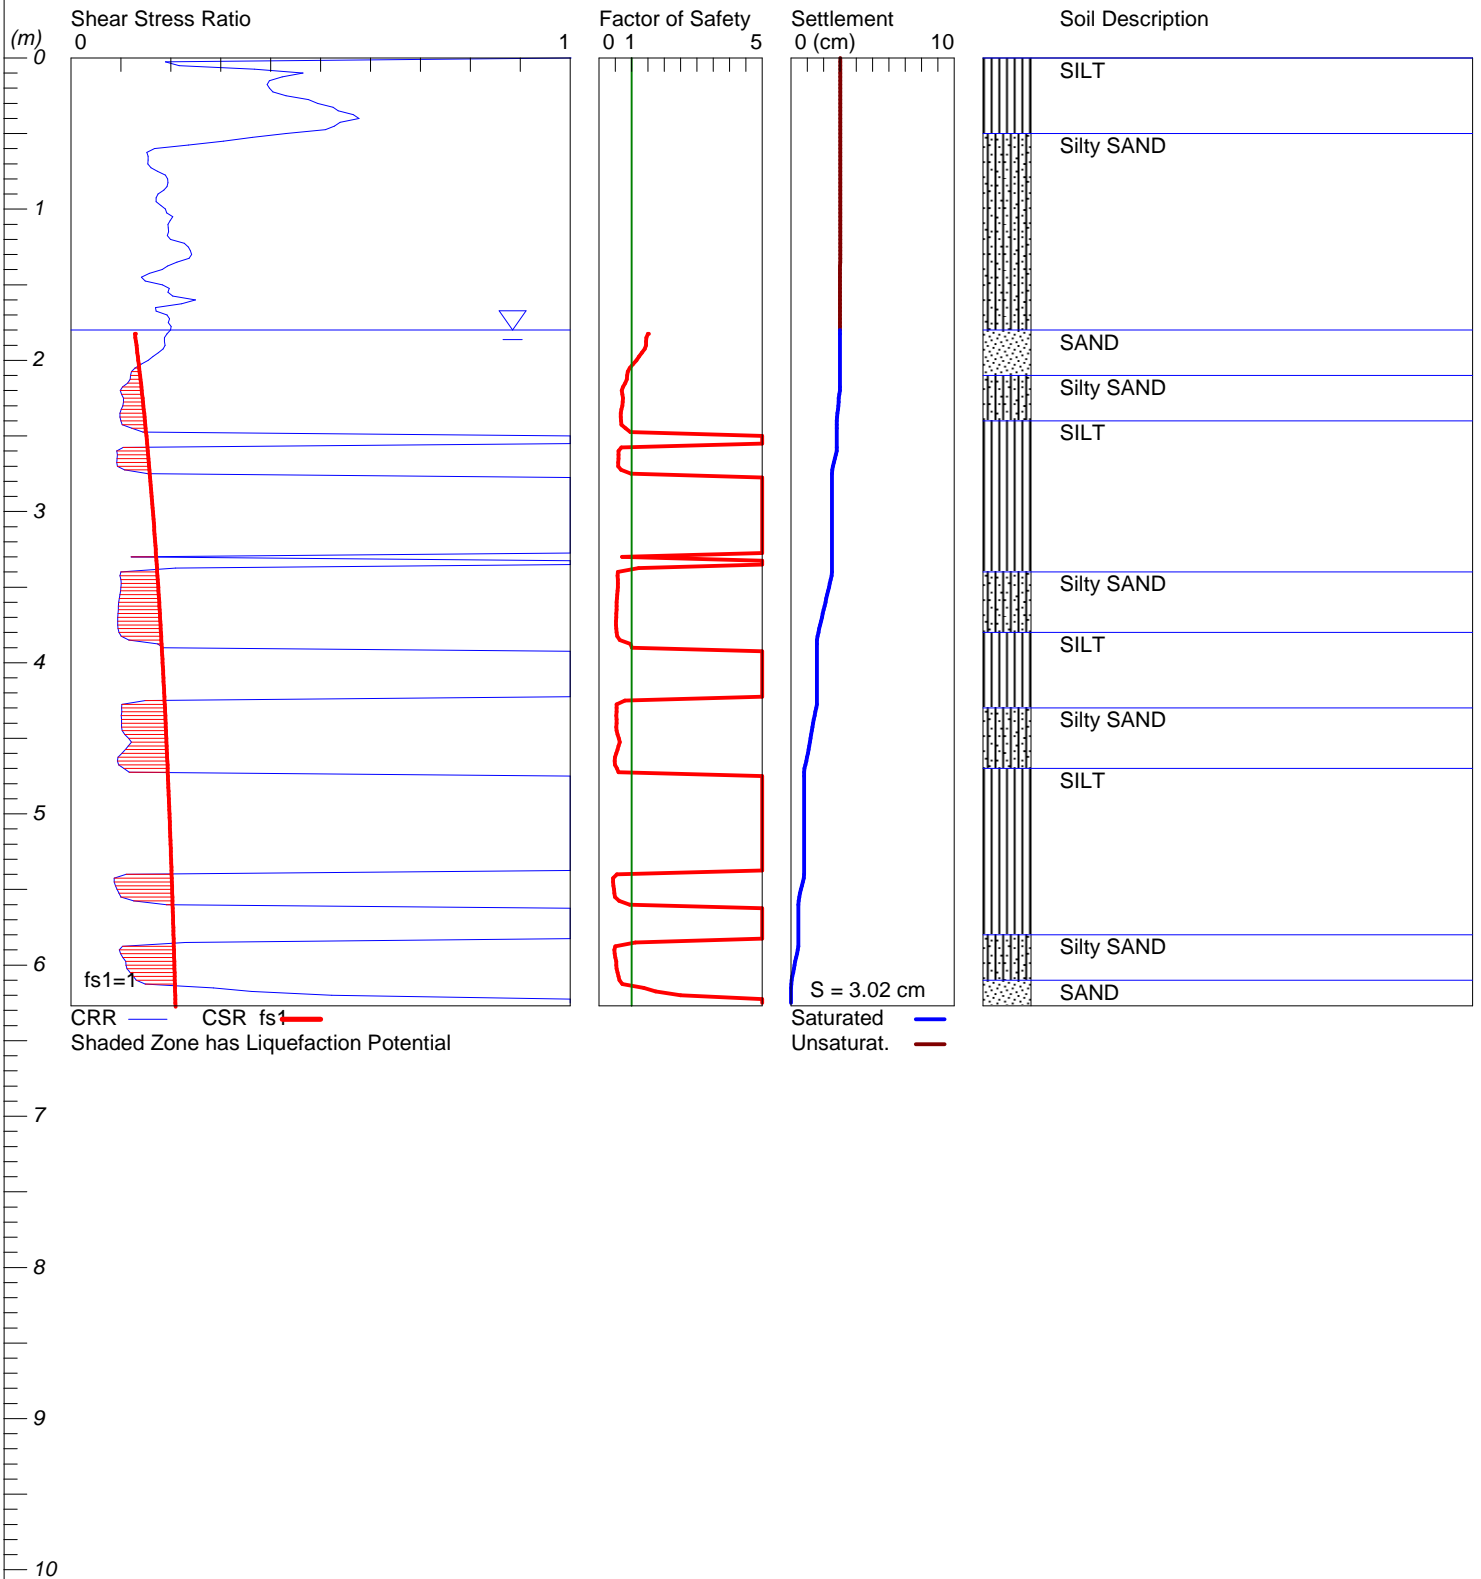 Shear Stress Ratio Factor of Safety Settlement Soil Description
(m) 0 1 0 1 5 0 (cm) 10
0
SILT
Silty SAND
1
SAND
2
Silty SAND
SILT
3
Silty SAND
SILT
4
Silty SAND
SILT
5
Silty SAND
6
fs1=1 S = 3.02 cm SAND
CRR CSR fs1 Saturated
Shaded Zone has Liquefaction Potential Unsaturat.
7
8
9
10